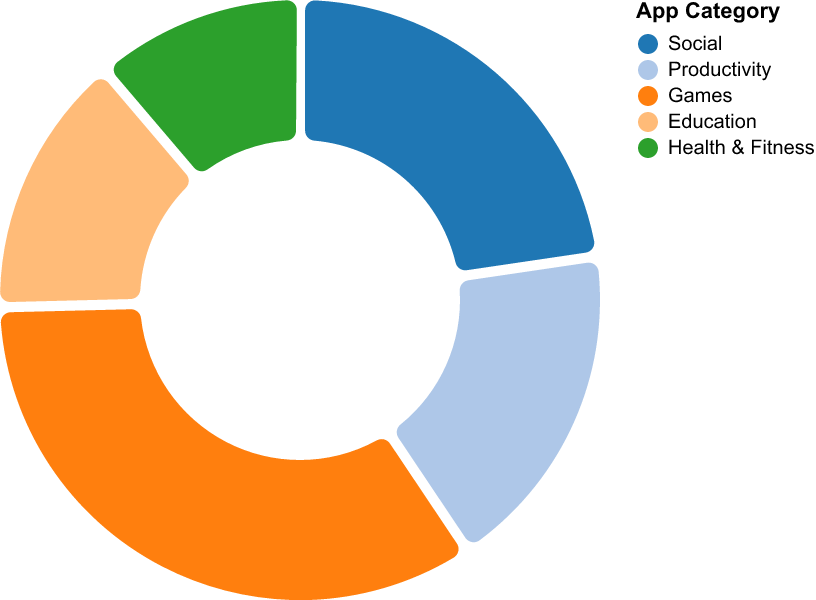 App Category
Social
Productivity
Games
Education
Health & Fitness